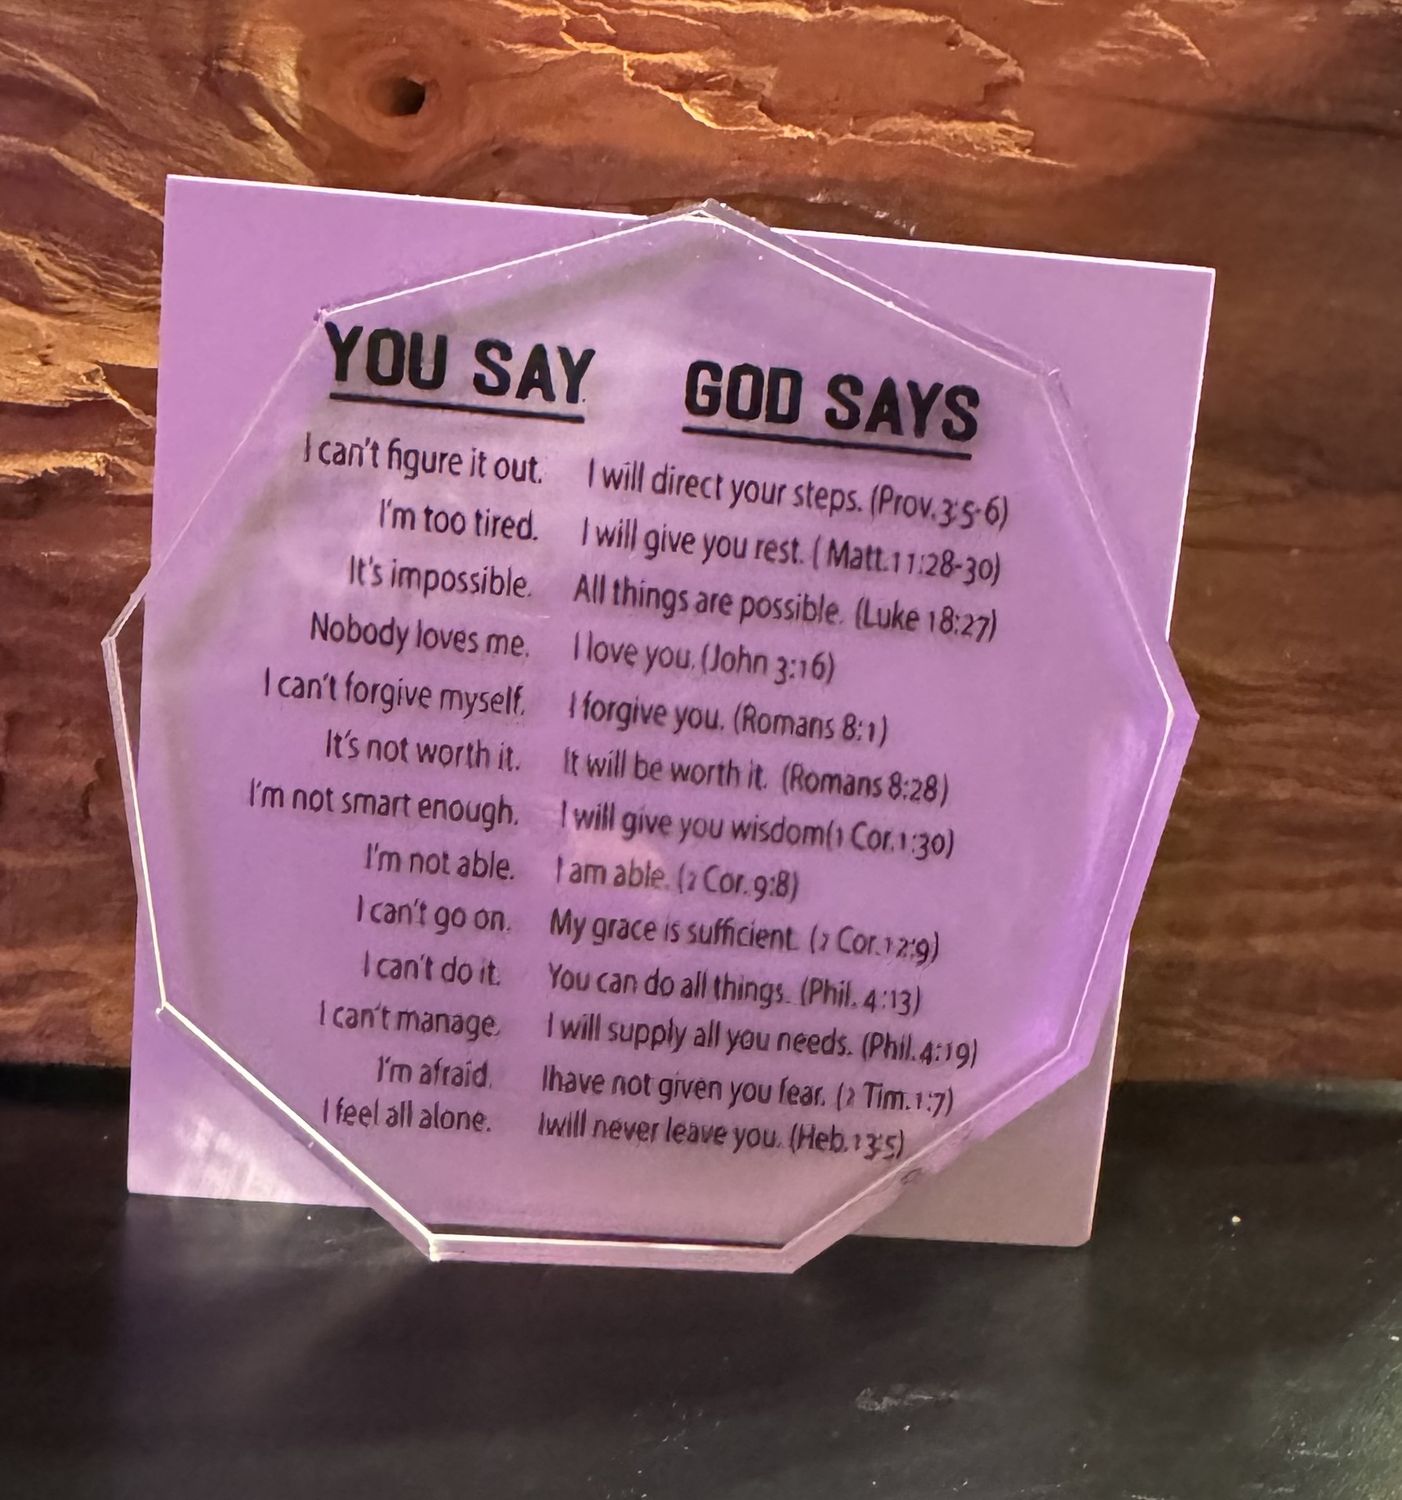 YOU SAY GOD SAYS
I can't figure it out. I will direct your steps. (Prov.3:5-6)
I'm too tired. I will give you rest. ( Matt.11:28-30)
It's impossible. All things are possible. (Luke 18:27)
Nobody loves me. I love you. (John 3:16)
I can't forgive myself. I forgive you. (Romans 8:1)
It's not worth it. It will be worth it. (Romans 8:28)
I'm not smart enough. I will give you wisdom(1 Cor.1:30)
I'm not able. I am able. (2 Cor. 9:8)
I can't go on. My grace is sufficient. (2 Cor.12:9)
I can't do it. You can do all things. (Phil. 4:13)
I can't manage. I will supply all you needs. (Phil.4:19)
I'm afraid. Ihave not given you fear. (2 Tim.1:7)
I feel all alone. Iwill never leave you. (Heb.13:5)